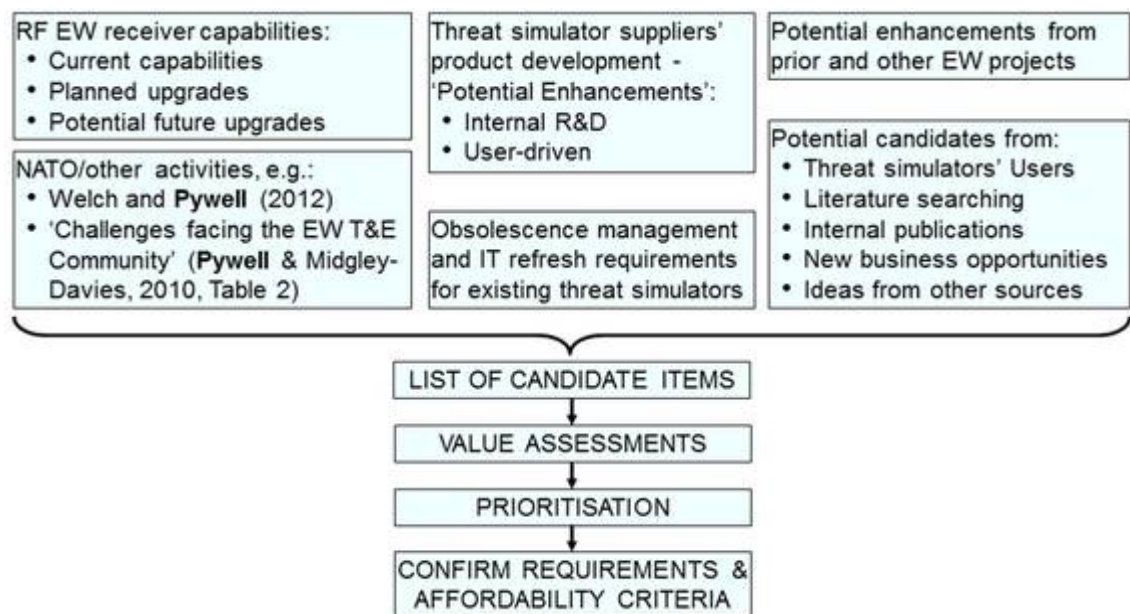 RF EW receiver capabilities:
• Current capabilities
• Planned upgrades
• Potential future upgrades
NATO/other activities, e.g.:
• Welch and Pywell (2012)
• ‘Challenges facing the EW T&E
Community’ (Pywell & Midgley-
Davies, 2010, Table 2)
Threat simulator suppliers’
product development -
‘Potential Enhancements’:
• Internal R&D
• User-driven
Obsolescence management
and IT refresh requirements
for existing threat simulators
Potential enhancements from
prior and other EW projects
Potential candidates from:
• Threat simulators’ Users
• Literature searching
• Internal publications
• New business opportunities
• Ideas from other sources
LIST OF CANDIDATE ITEMS
VALUE ASSESSMENTS
PRIORITISATION
CONFIRM REQUIREMENTS &
AFFORDABILITY CRITERIA